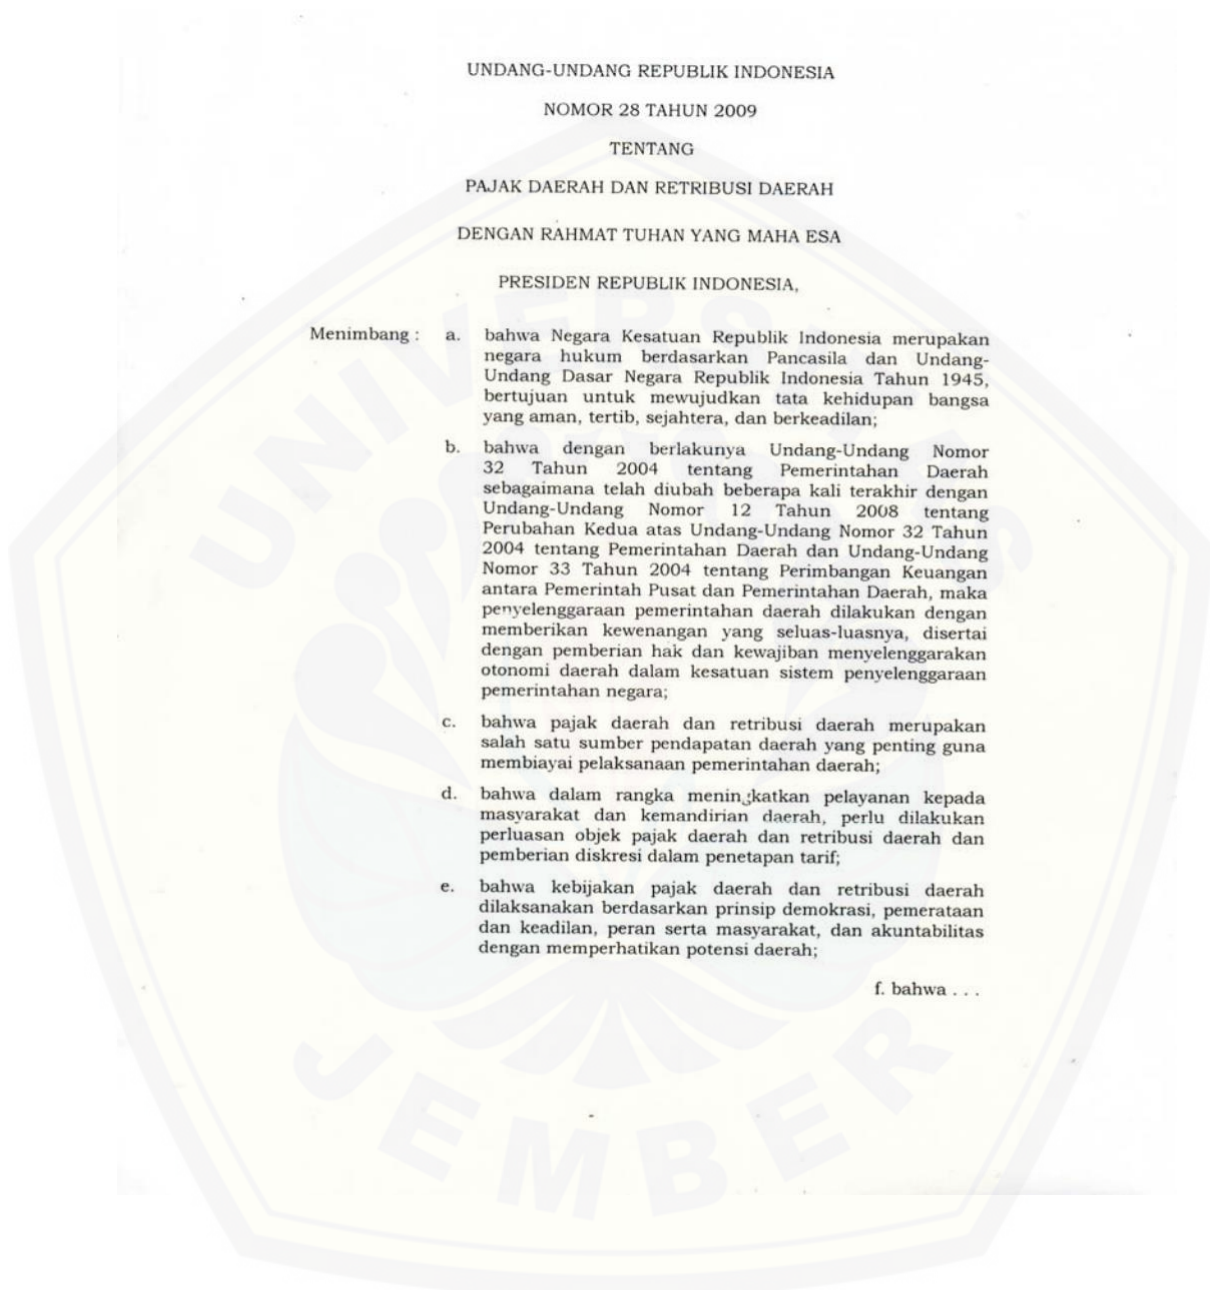 UNDANG-UNDANG REPUBLIK INDONESIA
NOMOR 28 TAHUN 2009
TENTANG
PAJAK DAERAH DAN RETRIBUSI DAERAH
DENGAN RAHMAT TUHAN YANG MAHA ESA
PRESIDEN REPUBLIK INDONESIA,
Menimbang : a. bahwa Negara Kesatuan Republik Indonesia merupakan
negara hukum berdasarkan Pancasila dan Undang-
Undang Dasar Negara Republik Indonesia Tahun 1945,
bertujuan untuk mewujudkan tata kehidupan bangsa
yang aman, tertib, sejahtera, dan berkeadilan;
b. bahwa dengan berlakunya Undang-Undang Nomor
32 Tahun 2004 tentang Pemerintahan Daerah
sebagaimana telah diubah beberapa kali terakhir dengan
Undang-Undang Nomor 12 Tahun 2008 tentang
Perubahan Kedua atas Undang-Undang Nomor 32 Tahun
2004 tentang Pemerintahan Daerah dan Undang-Undang
Nomor 33 Tahun 2004 tentang Perimbangan Keuangan
antara Pemerintah Pusat dan Pemerintahan Daerah, maka
penyelenggaraan pemerintahan daerah dilakukan dengan
memberikan kewenangan yang seluas-luasnya, disertai
dengan pemberian hak dan kewajiban menyelenggarakan
otonomi daerah dalam kesatuan sistem penyelenggaraan
pemerintahan negara;
c. bahwa pajak daerah dan retribusi daerah merupakan
salah satu sumber pendapatan daerah yang penting guna
membiayai pelaksanaan pemerintahan daerah;
d. bahwa dalam rangka meningkatkan pelayanan kepada
masyarakat dan kemandirian daerah, perlu dilakukan
perluasan objek pajak daerah dan retribusi daerah dan
pemberian diskresi dalam penetapan tarif;
e. bahwa kebijakan pajak daerah dan retribusi daerah
dilaksanakan berdasarkan prinsip demokrasi, pemerataan
dan keadilan, peran serta masyarakat, dan akuntabilitas
dengan memperhatikan potensi daerah;
f. bahwa . . .
UNIVERSITAS
JEMBER